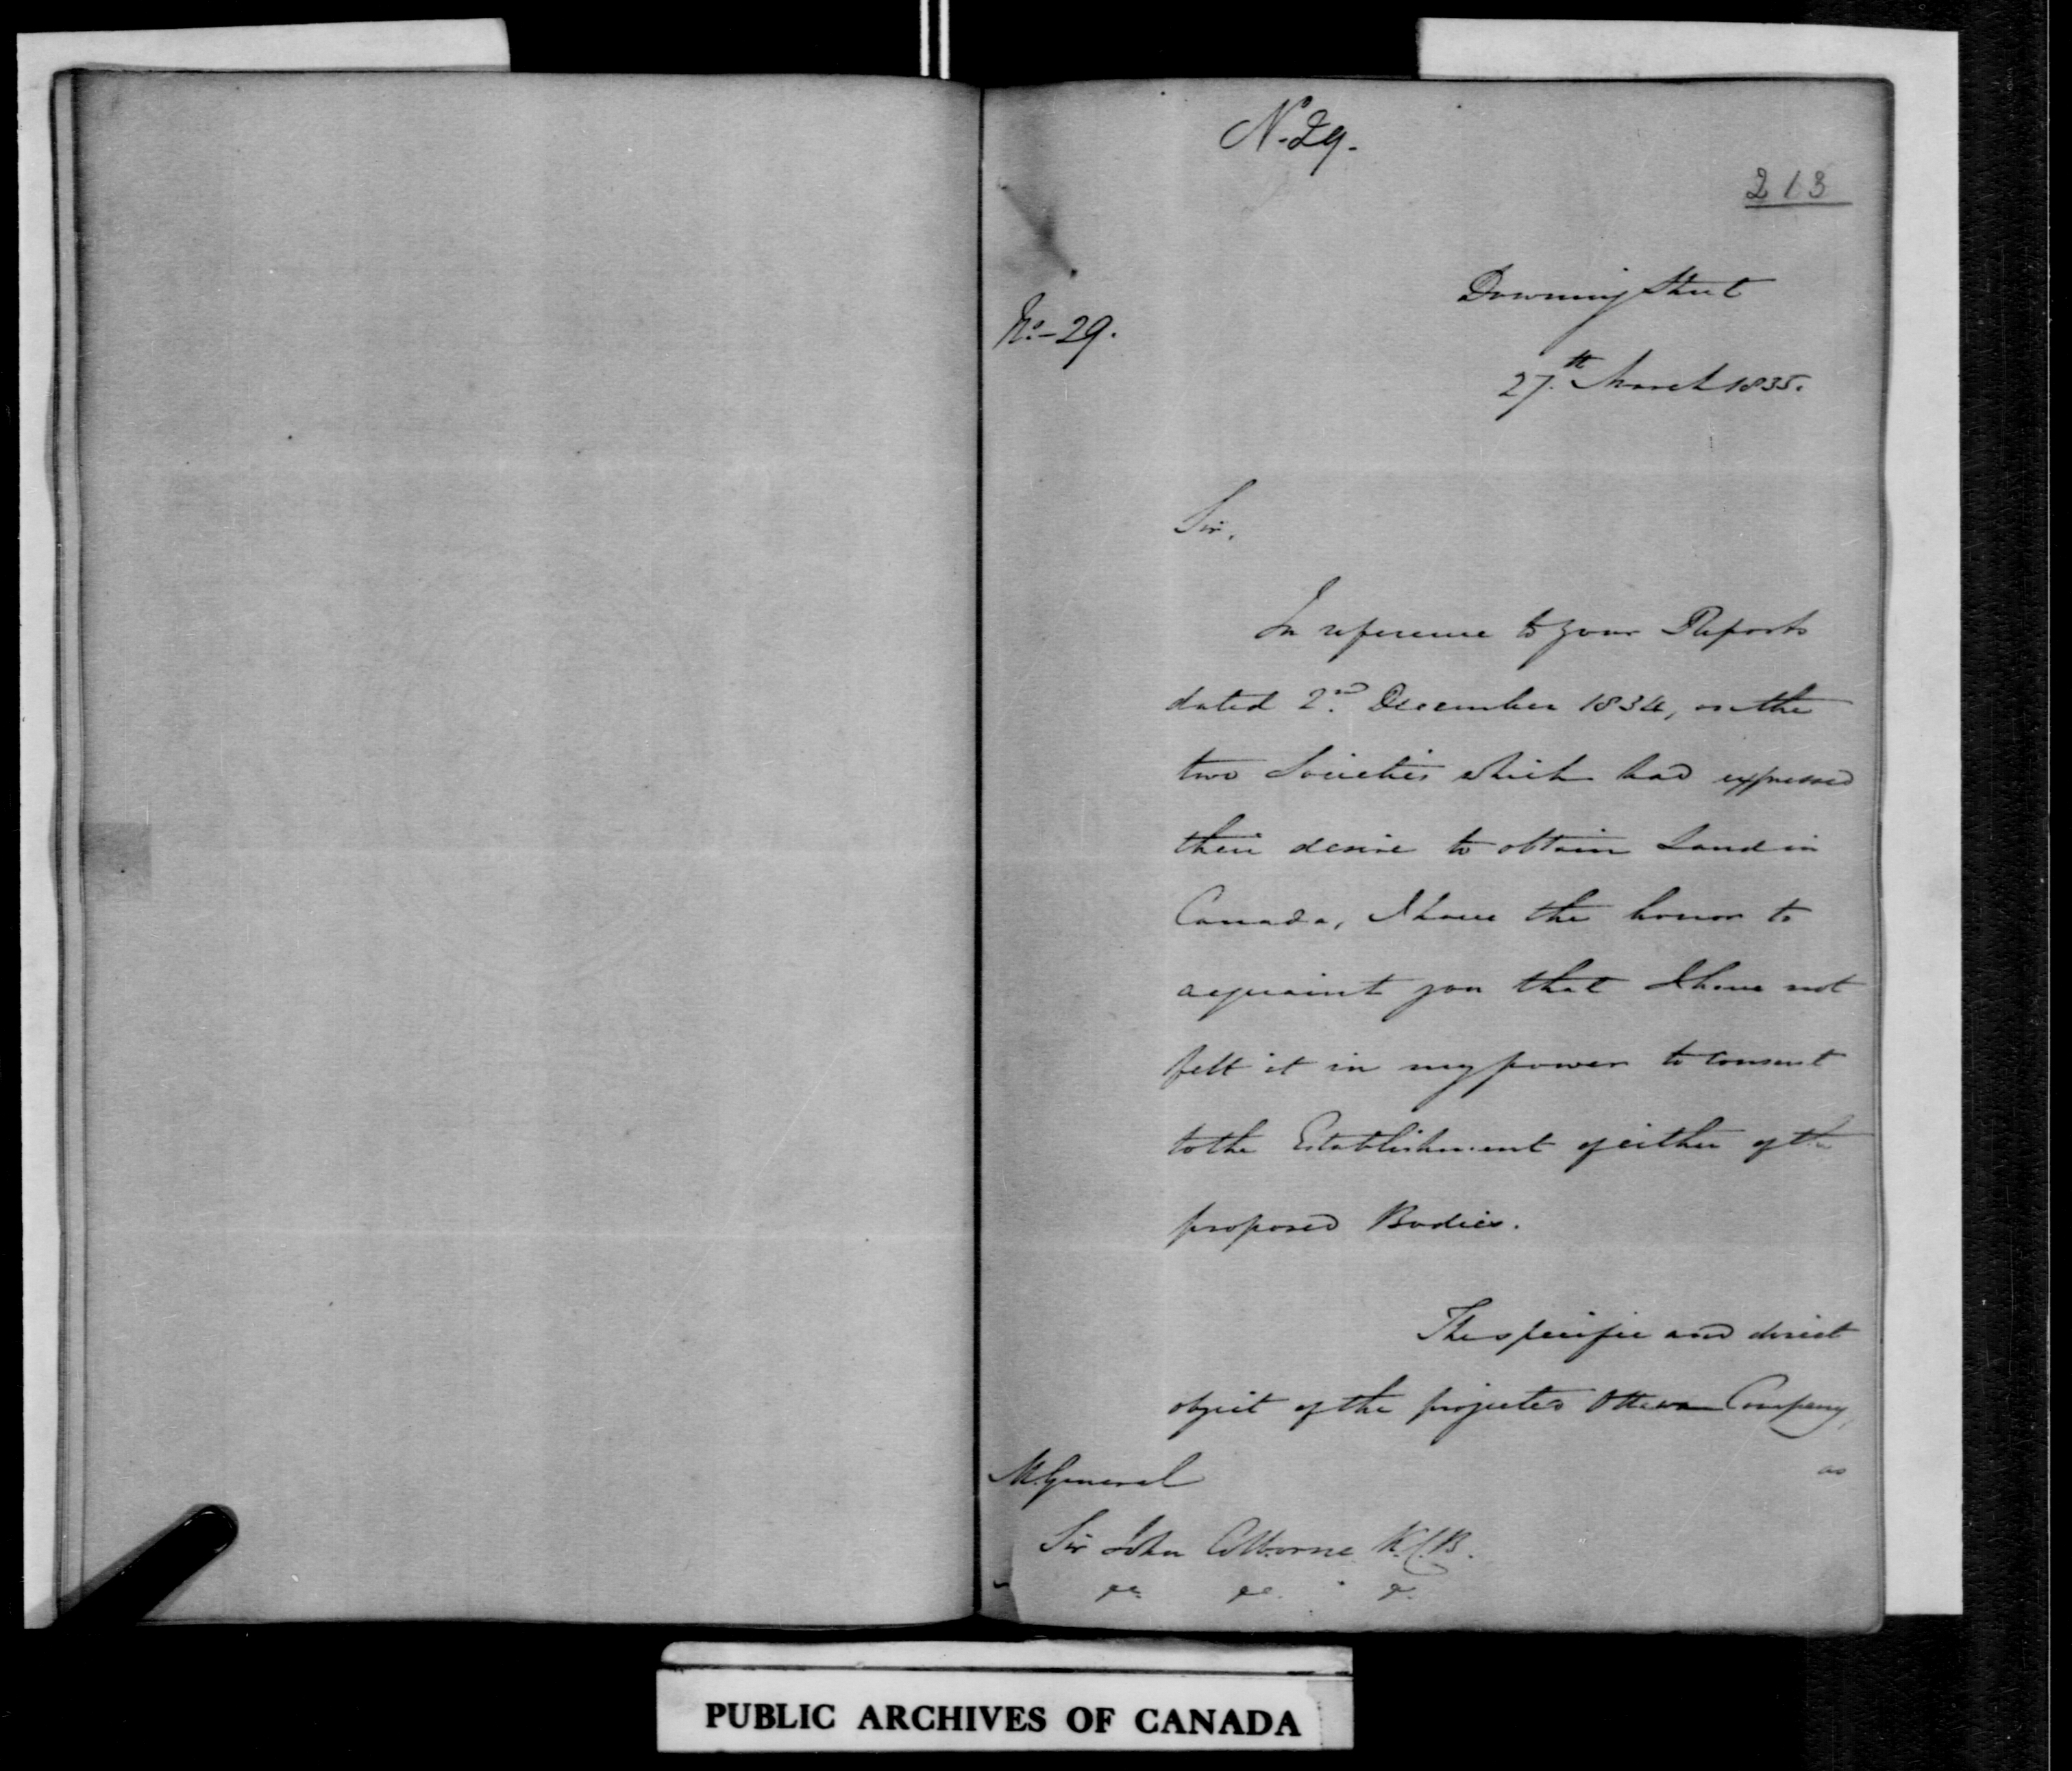 N. 29.
213
Downing Street
No. 29.
27th March 1835.
Sir,
In reference to your Reports
dated 2nd December 1834, on the
two Societies which had expressed
their desire to obtain Land in
Canada, I have the honor to
acquaint you that I have not
felt it in my power to consent
to the Establishment of either of the
proposed Bodies.
The specific and direct
object of the projected Ottawa Company,
as
M. General
Sir John Colborne K.C.B.
&c. &c. &c.
PUBLIC ARCHIVES OF CANADA